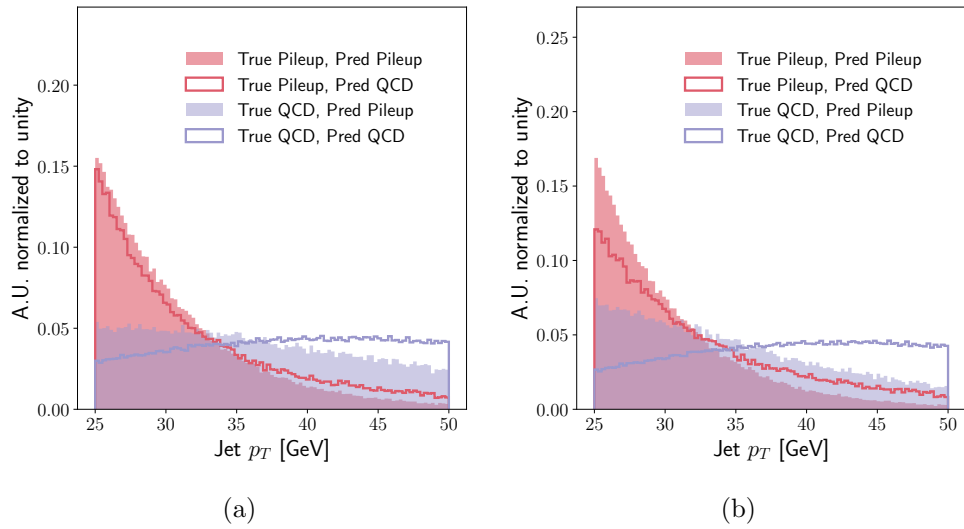 True Pileup, Pred Pileup
True Pileup, Pred QCD
True QCD, Pred Pileup
True QCD, Pred QCD
A.U. normalized to unity
0.20
0.15
0.10
0.05
0.00
25 30 35 40 45 50
Jet $p_T$ [GeV]
(a)
True Pileup, Pred Pileup
True Pileup, Pred QCD
True QCD, Pred Pileup
True QCD, Pred QCD
A.U. normalized to unity
0.25
0.20
0.15
0.10
0.05
0.00
25 30 35 40 45 50
Jet $p_T$ [GeV]
(b)